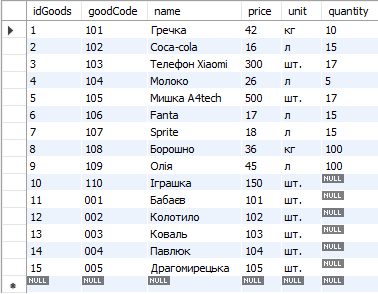 idGoods goodCode name price unit quantity
1 101 Гречка 42 кг 10
2 102 Coca-cola 16 л 15
3 103 Телефон Xiaomi 300 шт. 17
4 104 Молоко 26 л 5
5 105 Мишка A4tech 500 шт. 17
6 106 Fanta 17 л 15
7 107 Sprite 18 л 15
8 108 Борошно 36 кг 100
9 109 Олія 45 л 100
10 110 Іграшка 150 шт. NULL
11 001 Бабаєв 101 шт. NULL
12 002 Колотило 102 шт. NULL
13 003 Коваль 103 шт. NULL
14 004 Павлюк 104 шт. NULL
15 005 Драгомирецька 105 шт. NULL
NULL NULL NULL NULL NULL NULL